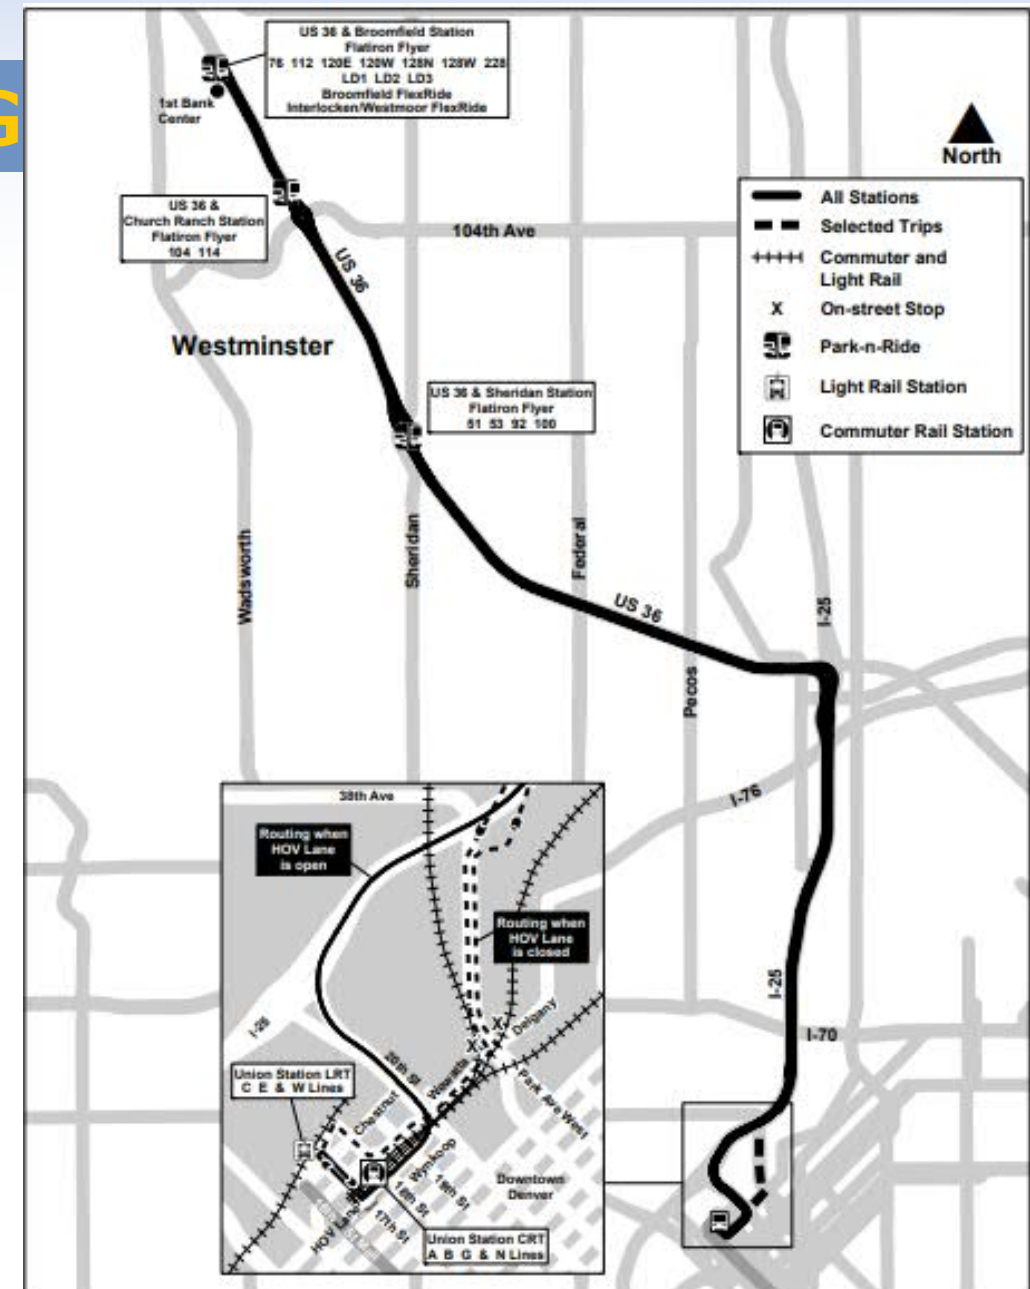 G
US 36 & Broomfield Station
Flatiron Flyer
76 112 120E 120W 128N 128W 228
LD1 LD2 LD3
Broomfield FlexRide
Interlocken/Westmoor FlexRide
1st Bank
Center
North
All Stations
Selected Trips
Commuter and
Light Rail
X On-street Stop
Park-n-Ride
Light Rail Station
Commuter Rail Station
US 36 &
Church Ranch Station
Flatiron Flyer
104 114
104th Ave
US 36
Westminster
US 36 & Sheridan Station
Flatiron Flyer
51 53 92 100
Wadsworth
Sheridan
Federal
US 36
I-25
Pecos
I-76
38th Ave
Routing when
HOV Lane
is open
Routing when
HOV Lane
is closed
I-25
I-25
I-70
X
X
Delgany
20th St
Wewatta
Park Ave West
Union Station LRT
C E & W Lines
Chestnut
Wynkoop
19th St
18th St
17th St
HOV Lane
Downtown
Denver
Union Station CRT
A B G & N Lines